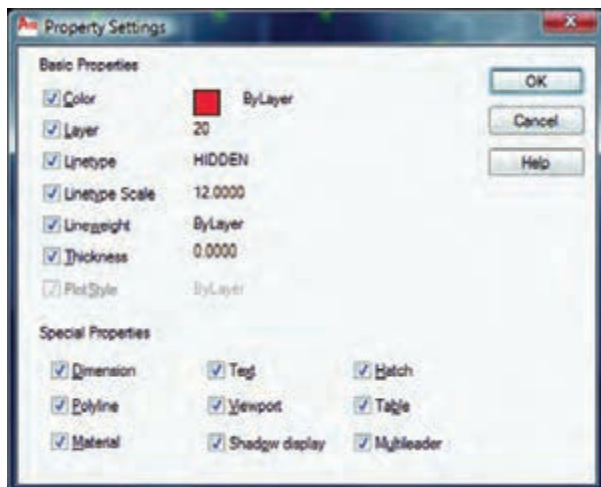 Property Settings
Basic Properties
OK
Color ByLayer
Cancel
Layer 20
Linetype HIDDEN
Help
Linetype Scale 12.0000
Lineweight ByLayer
Thickness 0.0000
PlotStyle ByLayer
Special Properties
Dimension Text Hatch
Polyline Viewport Table
Material Shadow display Multileader